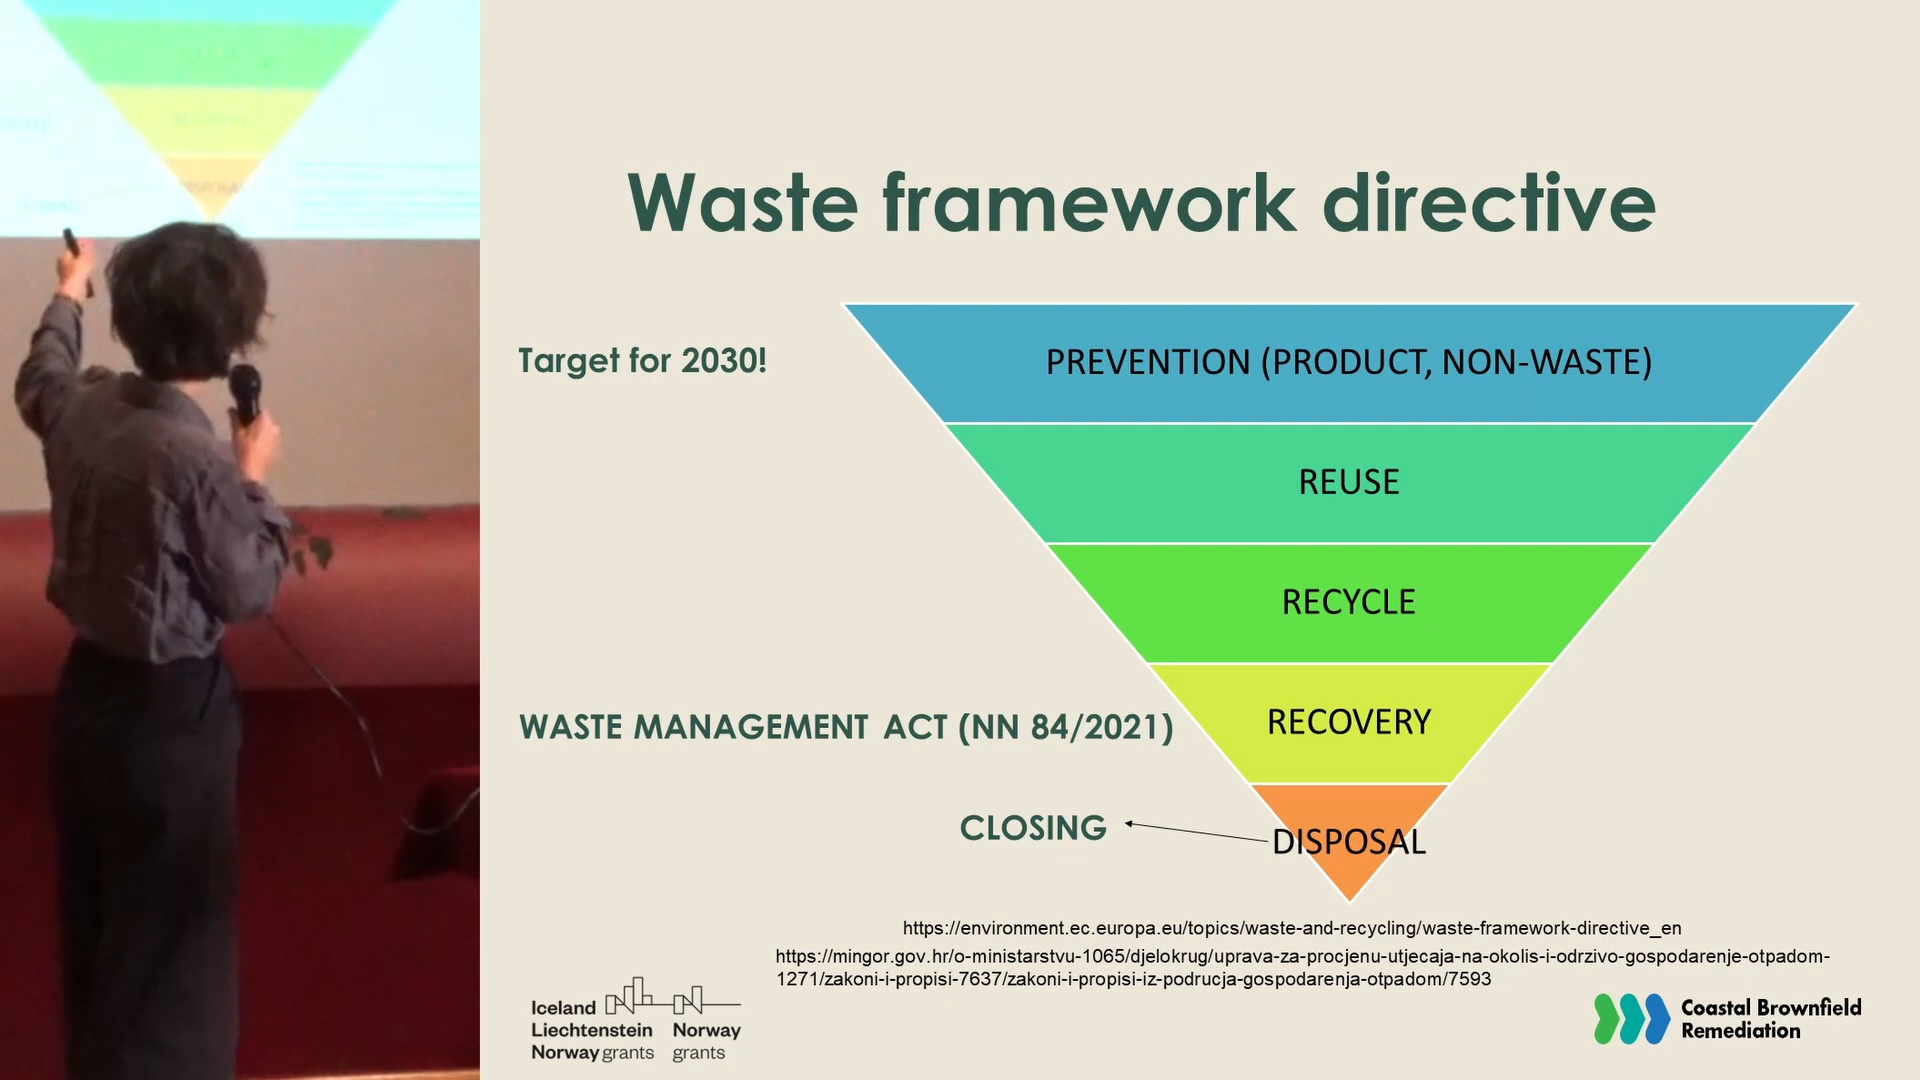 Waste framework directive
Target for 2030!
PREVENTION (PRODUCT, NON-WASTE)
REUSE
RECYCLE
WASTE MANAGEMENT ACT (NN 84/2021)
RECOVERY
CLOSING
DISPOSAL
https://environment.ec.europa.eu/topics/waste-and-recycling/waste-framework-directive_en
https://mingor.gov.hr/o-ministarstvu-1065/djelokrug/uprava-za-procjenu-utjecaja-na-okolis-i-odrzivo-gospodarenje-otpadom-
1271/zakoni-i-propisi-7637/zakoni-i-propisi-iz-podrucja-gospodarenja-otpadom/7593
Iceland
Liechtenstein
Norway grants
Norway
grants
Coastal Brownfield
Remediation